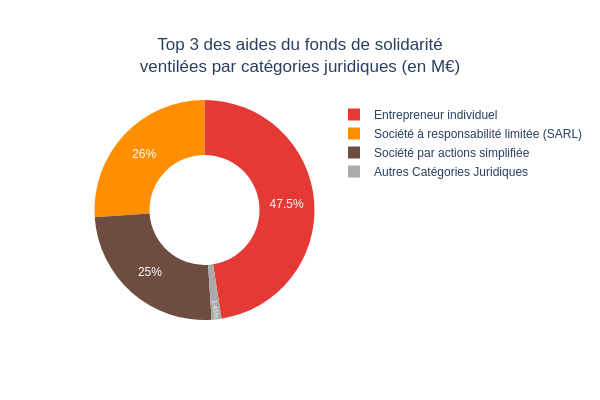 Top 3 des aides du fonds de solidarité
ventilées par catégories juridiques (en M€)
Entrepreneur individuel
Société à responsabilité limitée (SARL)
Société par actions simplifiée
Autres Catégories Juridiques
26%
47.5%
25%